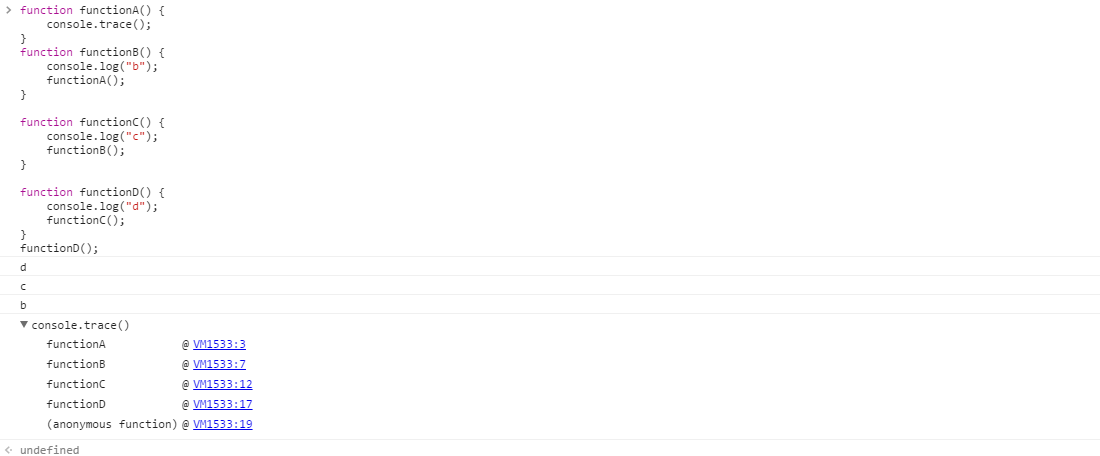 > function functionA() {
    console.trace();
}
function functionB() {
    console.log("b");
    functionA();
}

function functionC() {
    console.log("c");
    functionB();
}

function functionD() {
    console.log("d");
    functionC();
}
functionD();
d
c
b
▼console.trace()
functionA @ VM1533:3
functionB @ VM1533:7
functionC @ VM1533:12
functionD @ VM1533:17
(anonymous function) @ VM1533:19
undefined